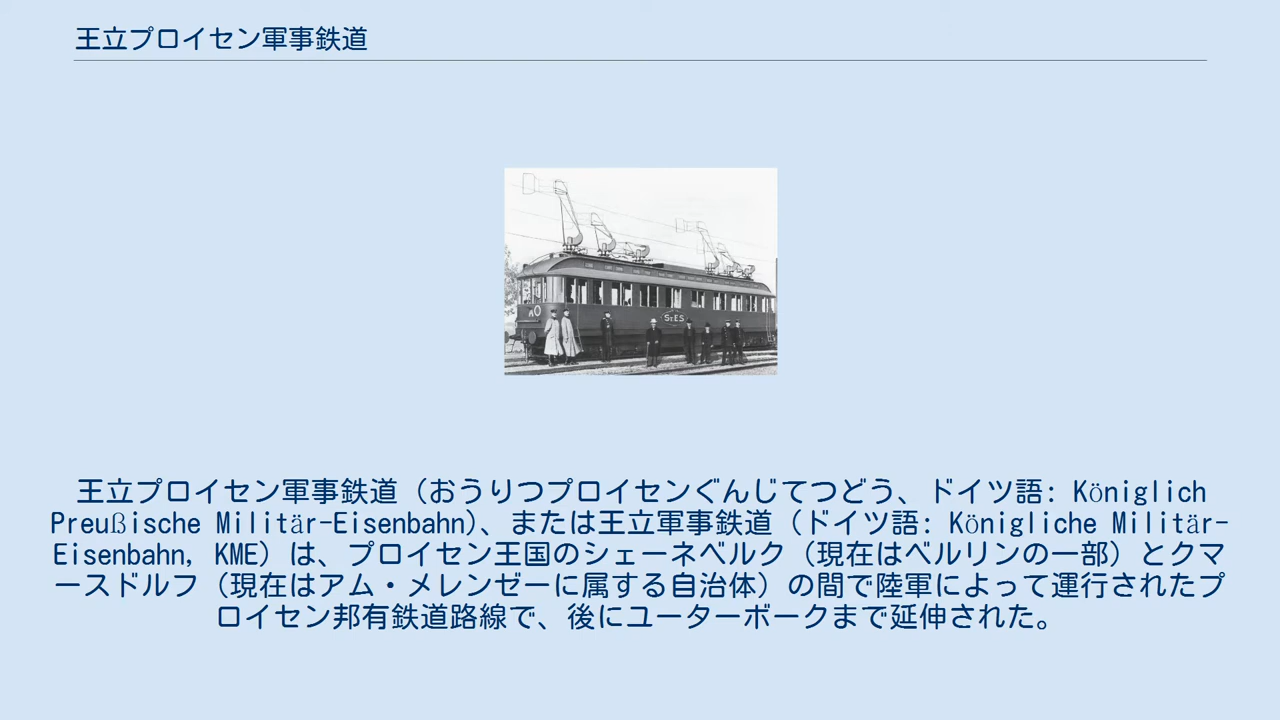 王立プロイセン軍事鉄道
StES
王立プロイセン軍事鉄道（おうりつプロイセンぐんじてつどう、ドイツ語: Königlich
Preußische Militär-Eisenbahn）、または王立軍事鉄道（ドイツ語: Königliche Militär-
Eisenbahn, KME）は、プロイセン王国のシェーネベルク（現在はベルリンの一部）とクマ
ースドルフ（現在はアム・メレンゼーに属する自治体）の間で陸軍によって運行されたプ
ロイセン邦有鉄道路線で、後にユーターボークまで延伸された。